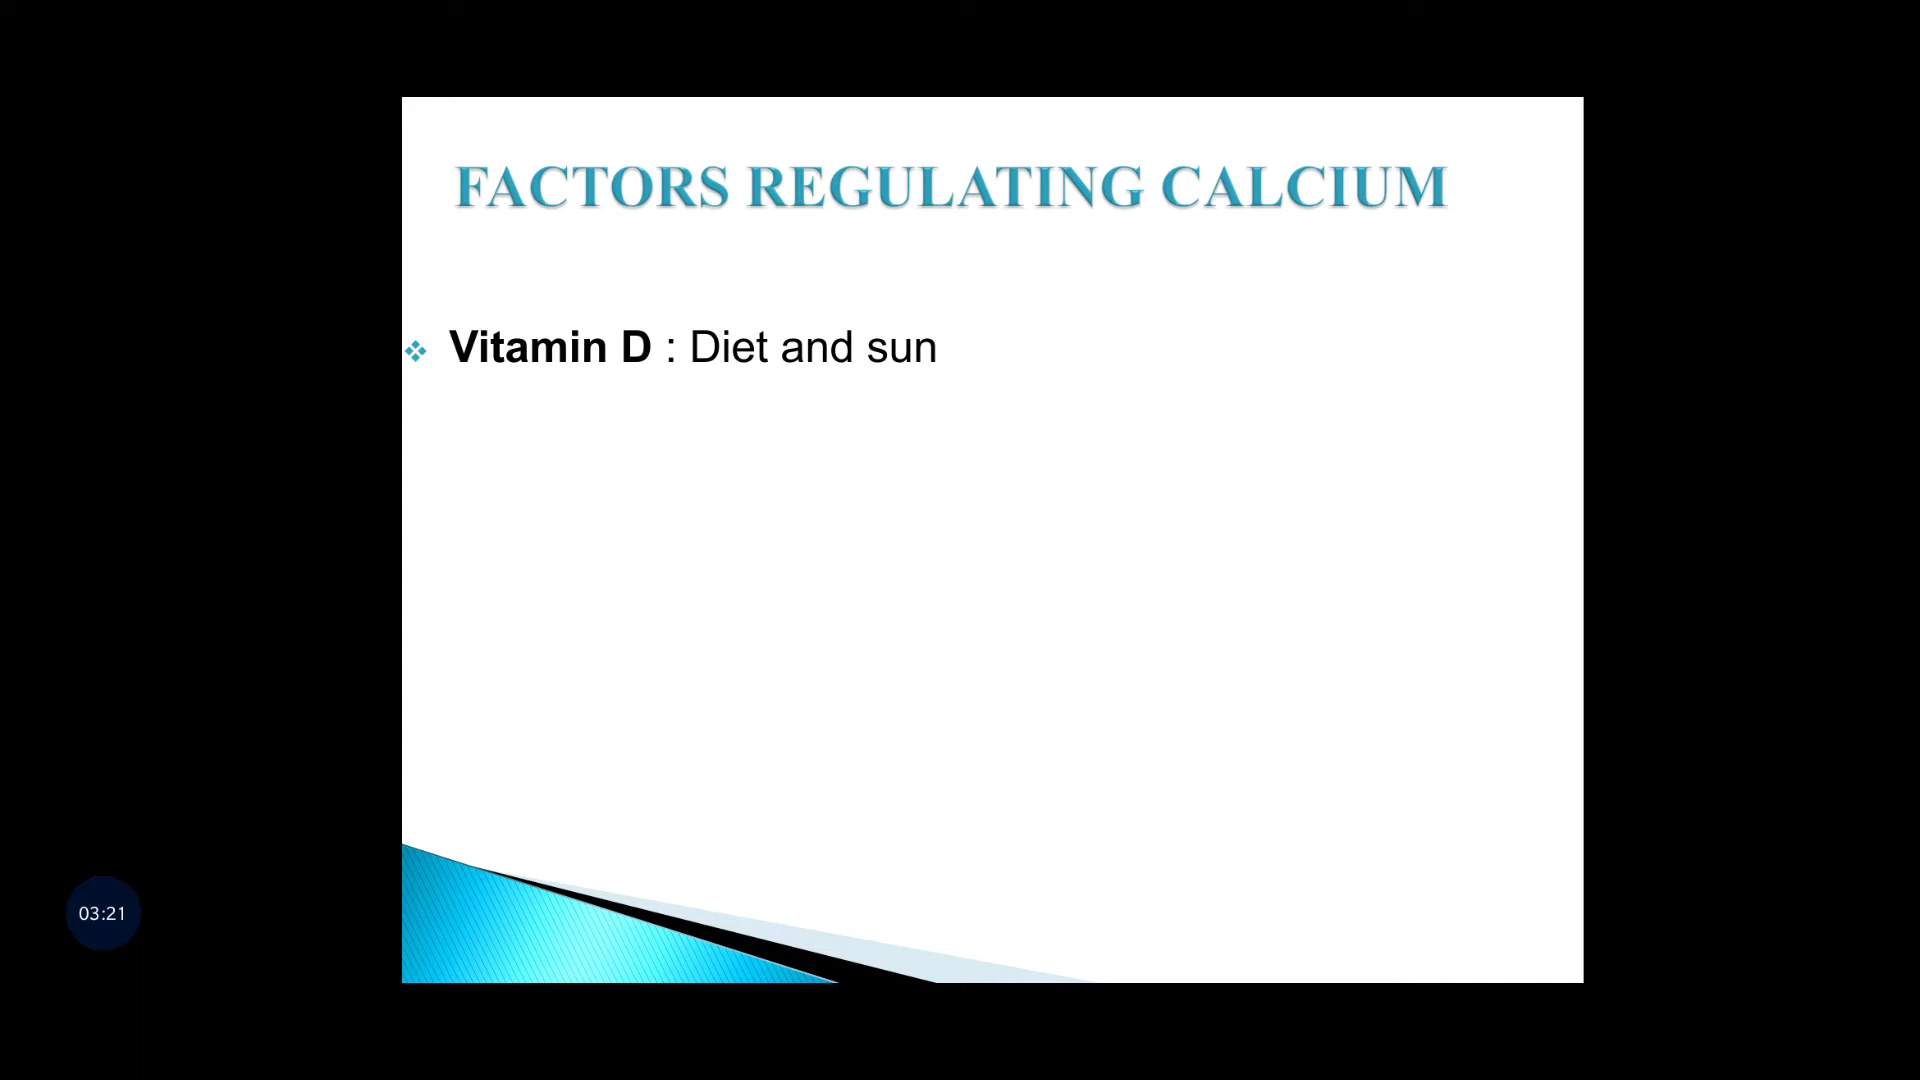 FACTORS REGULATING CALCIUM
❖ Vitamin D : Diet and sun
03:21